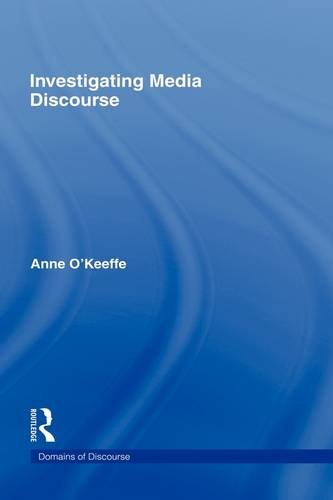 Investigating Media
Discourse
Anne O'Keeffe
ROUTLEDGE
Domains of Discourse